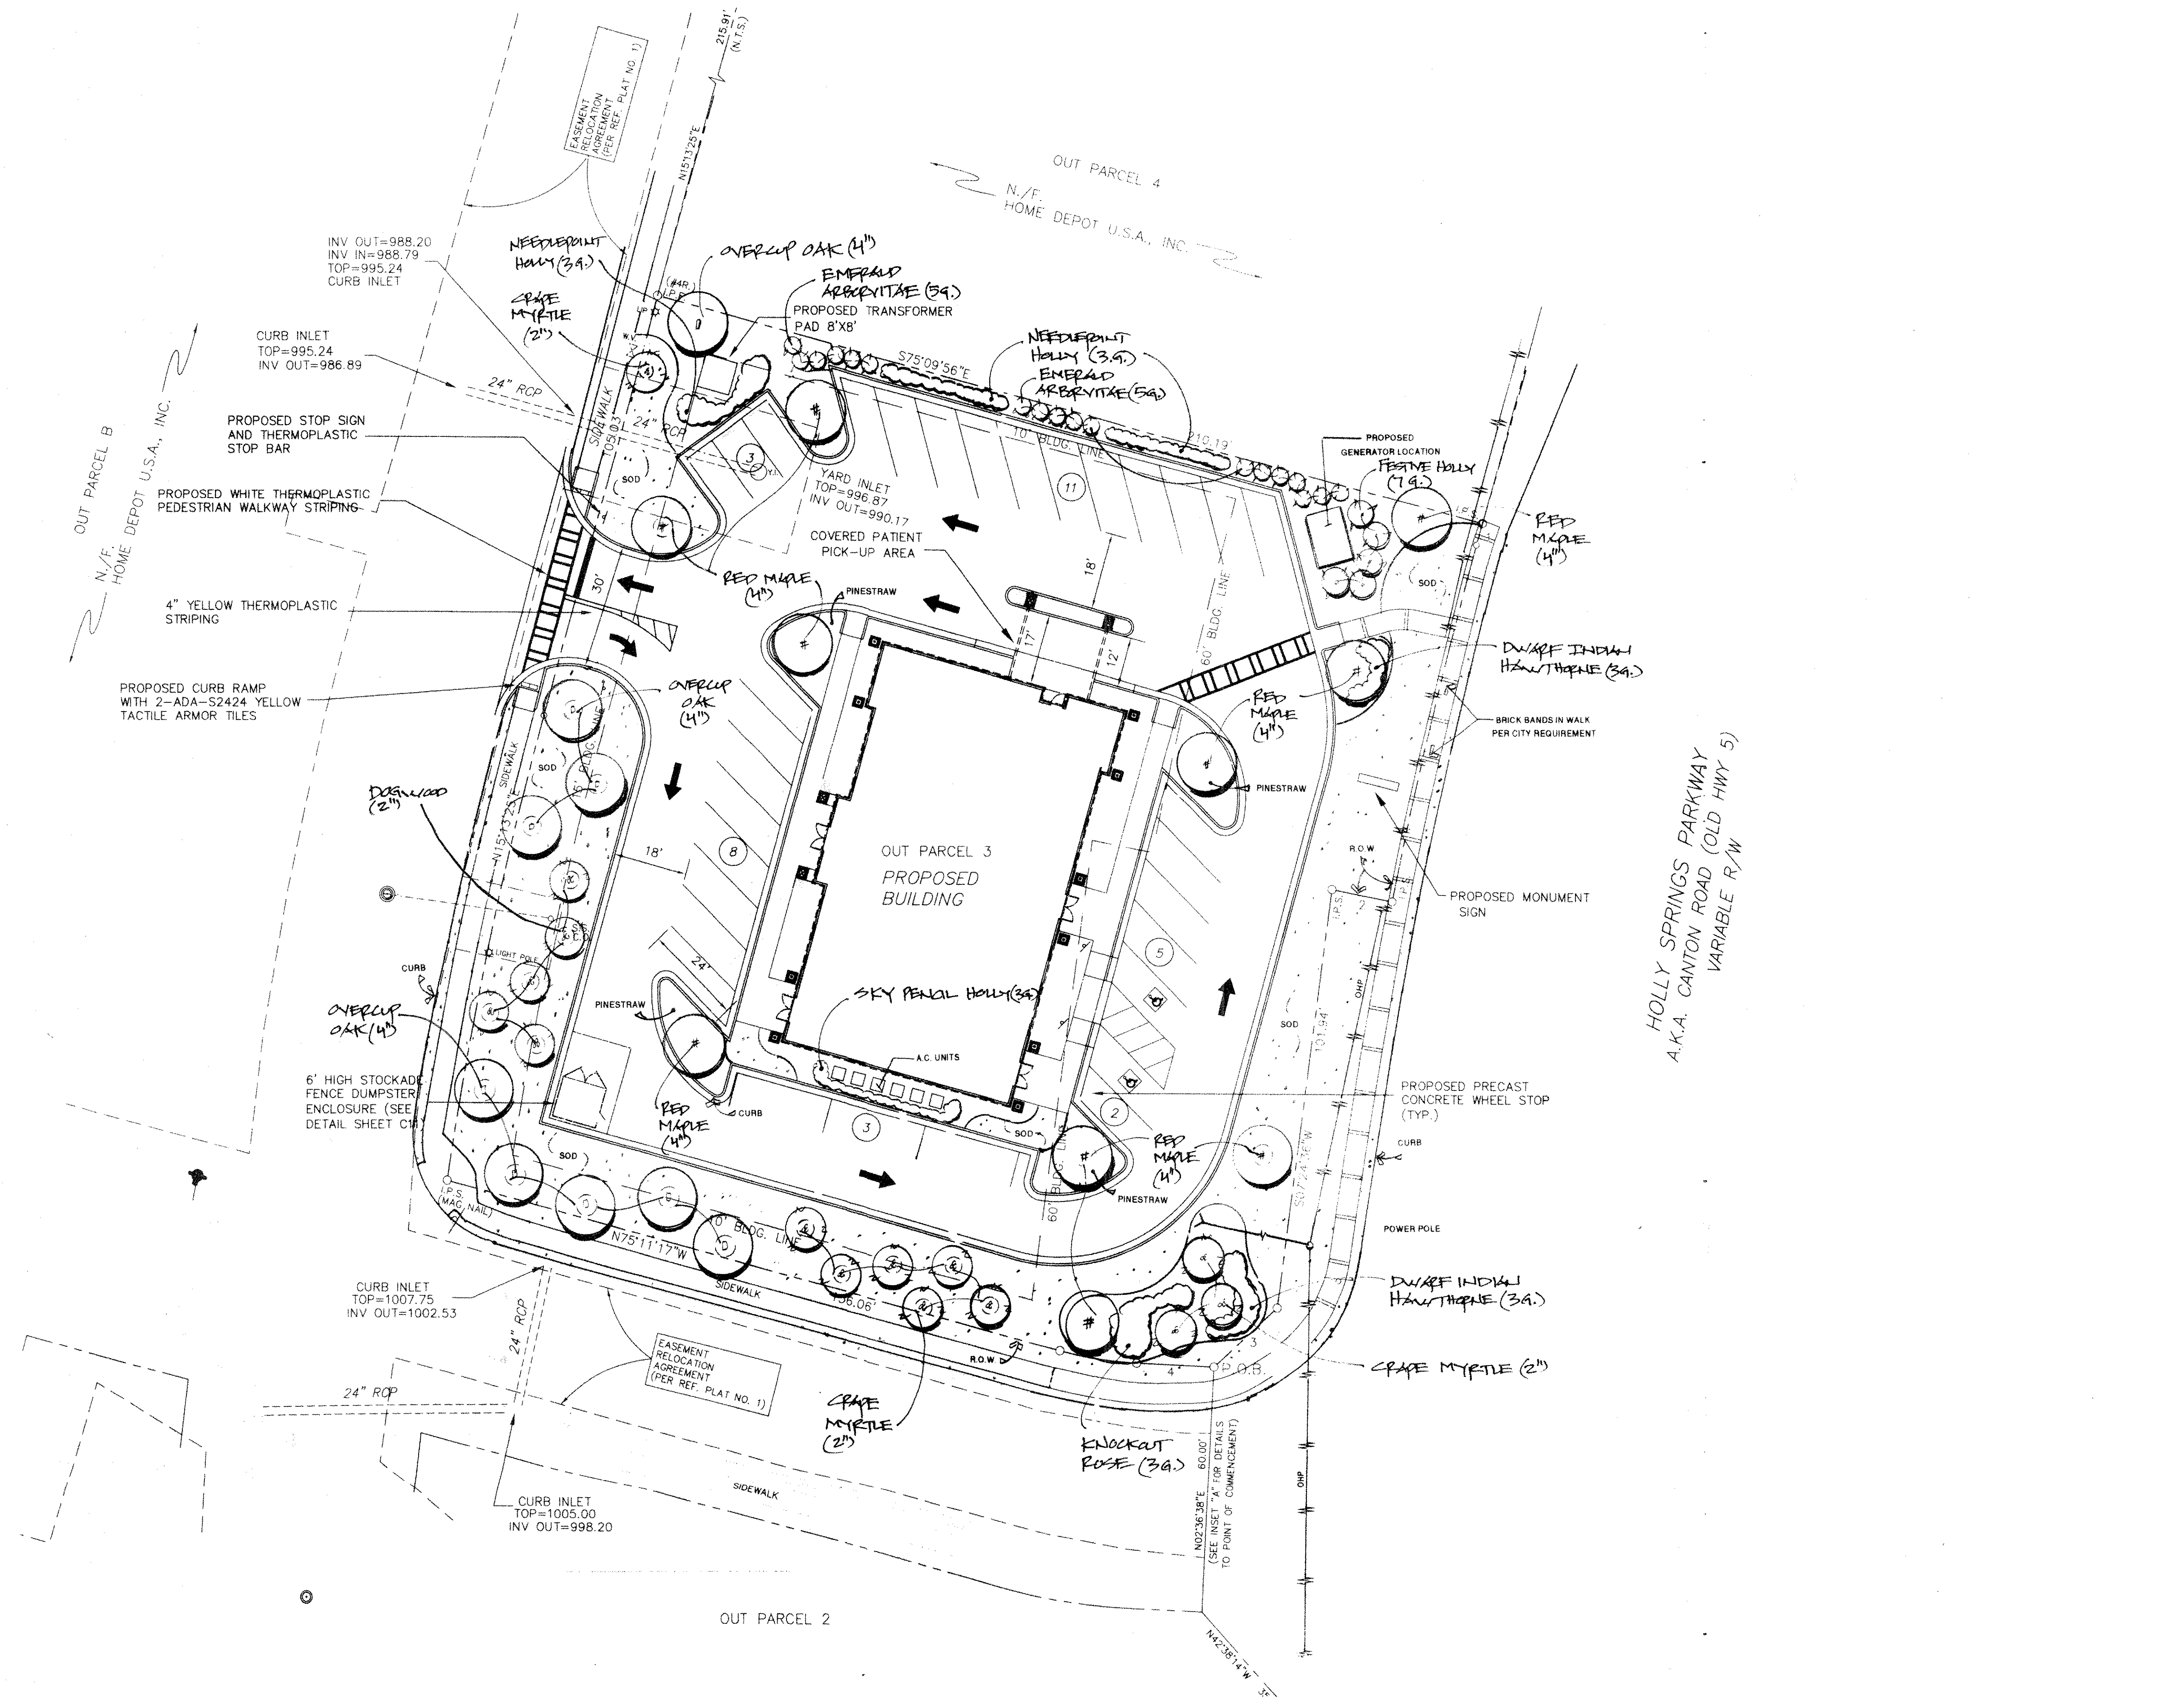 215.91'
(N.T.S.)
EASEMENT
RELOCATION
AGREEMENT
(PER REF. PLAT NO. 1)
N15°13'25"E
OUT PARCEL 4
N./F.
HOME DEPOT U.S.A., INC.
INV OUT=988.20
INV IN=988.79
TOP=995.24
CURB INLET
NEEDLEPOINT
HOLLY (3G.)
OVERCUP OAK (4")
EMERALD
ARBORVITAE (5G.)
PROPOSED TRANSFORMER
PAD 8'X8'
CRAPE
MYRTLE
(2")
(#4R.)
CURB INLET
TOP=995.24
INV OUT=986.89
NEEDLEPOINT
HOLLY (3.G.)
EMERALD
ARBORVITAE (5G.)
S75°09'56"E
210.19'
10' BLDG. LINE
24" RCP
24" RCP
SIDEWALK
105.03'
PROPOSED STOP SIGN
AND THERMOPLASTIC
STOP BAR
3
SOD
YARD INLET
TOP=996.87
INV OUT=990.17
11
PROPOSED
GENERATOR LOCATION
FESTIVE HOLLY
(7G.)
OUT PARCEL B
N./F.
HOME DEPOT U.S.A., INC.
PROPOSED WHITE THERMOPLASTIC
PEDESTRIAN WALKWAY STRIPING
COVERED PATIENT
PICK-UP AREA
RED
MAPLE
(4")
30'
RED MAPLE
(4")
PINESTRAW
18'
17'
12'
60' BLDG. LINE
SOD
4" YELLOW THERMOPLASTIC
STRIPING
DWARF INDIAN
HAWTHORNE (3G.)
PROPOSED CURB RAMP
WITH 2-ADA-S2424 YELLOW
TACTILE ARMOR TILES
OVERCUP
OAK
(4")
RED
MAPLE
(4")
BRICK BANDS IN WALK
PER CITY REQUIREMENT
SIDEWALK
SOD
N15°13'25"E
DOGWOOD
(2")
PINESTRAW
18'
8
OUT PARCEL 3
PROPOSED
BUILDING
R.O.W
I.P.S.
PROPOSED MONUMENT
SIGN
HOLLY SPRINGS PARKWAY
A.K.A. CANTON ROAD (OLD HWY 5)
VARIABLE R/W
LIGHT POLE
CURB
24'
5
PINESTRAW
SKY PENCIL HOLLY (3G.)
OHP
SOD
101.94'
OVERCUP
OAK (4")
A.C. UNITS
6' HIGH STOCKADE
FENCE DUMPSTER
ENCLOSURE (SEE
DETAIL SHEET C1)
RED
MAPLE
(4")
CURB
3
SOD
2
PROPOSED PRECAST
CONCRETE WHEEL STOP
(TYP.)
RED
MAPLE
(4")
CURB
SOD
PINESTRAW
I.P.S.
(MAG NAIL)
10' BLDG. LINE
60' BLDG. LINE
N75°11'17"W
SIDEWALK
POWER POLE
CURB INLET
TOP=1007.75
INV OUT=1002.53
DWARF INDIAN
HAWTHORNE (3G.)
24" RCP
EASEMENT
RELOCATION
AGREEMENT
(PER REF. PLAT NO. 1)
R.O.W.
P.O.B.
CRAPE MYRTLE (2")
24" RCP
CRAPE
MYRTLE
(2")
KNOCKOUT
ROSE (3G.)
N02°36'38"E 60.00'
(SEE INSET "A" FOR DETAILS
TO POINT OF COMMENCEMENT)
OHP
SIDEWALK
CURB INLET
TOP=1005.00
INV OUT=998.20
OUT PARCEL 2
N42°38'14"W